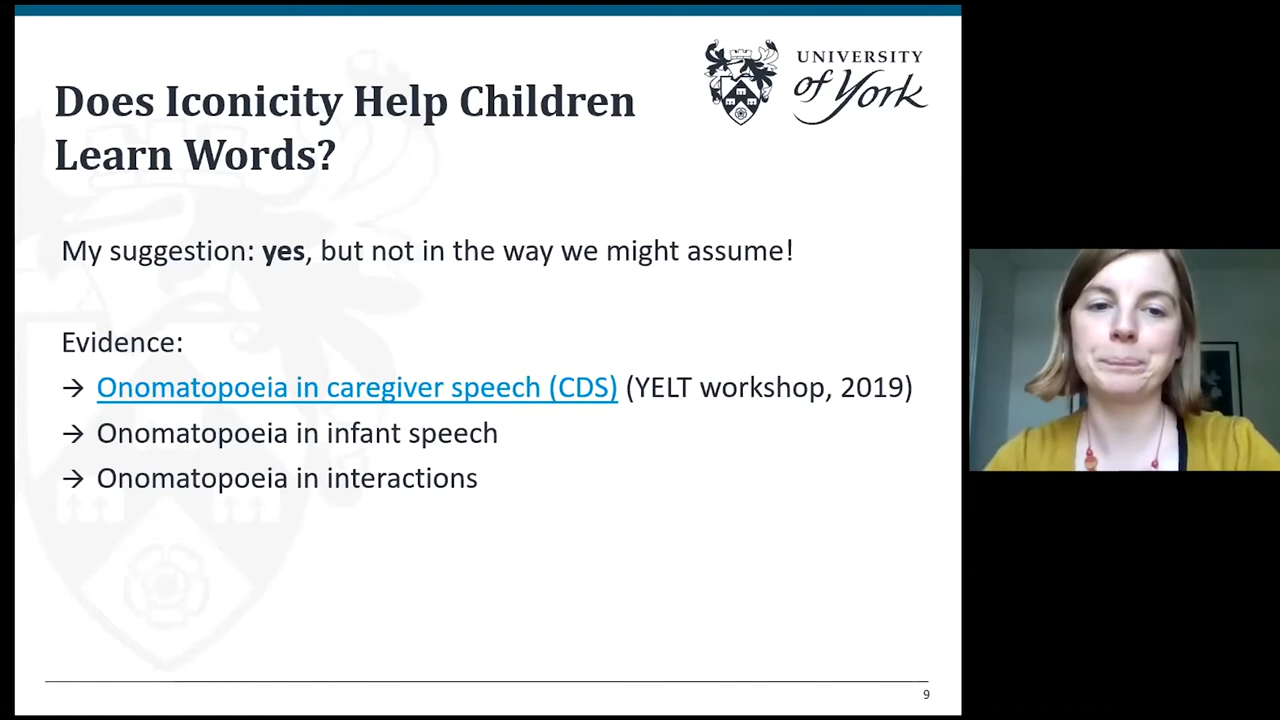 UNIVERSITY
of York
Does Iconicity Help Children
Learn Words?
My suggestion: yes, but not in the way we might assume!
Evidence:
→ Onomatopoeia in caregiver speech (CDS) (YELT workshop, 2019)
→ Onomatopoeia in infant speech
→ Onomatopoeia in interactions
9